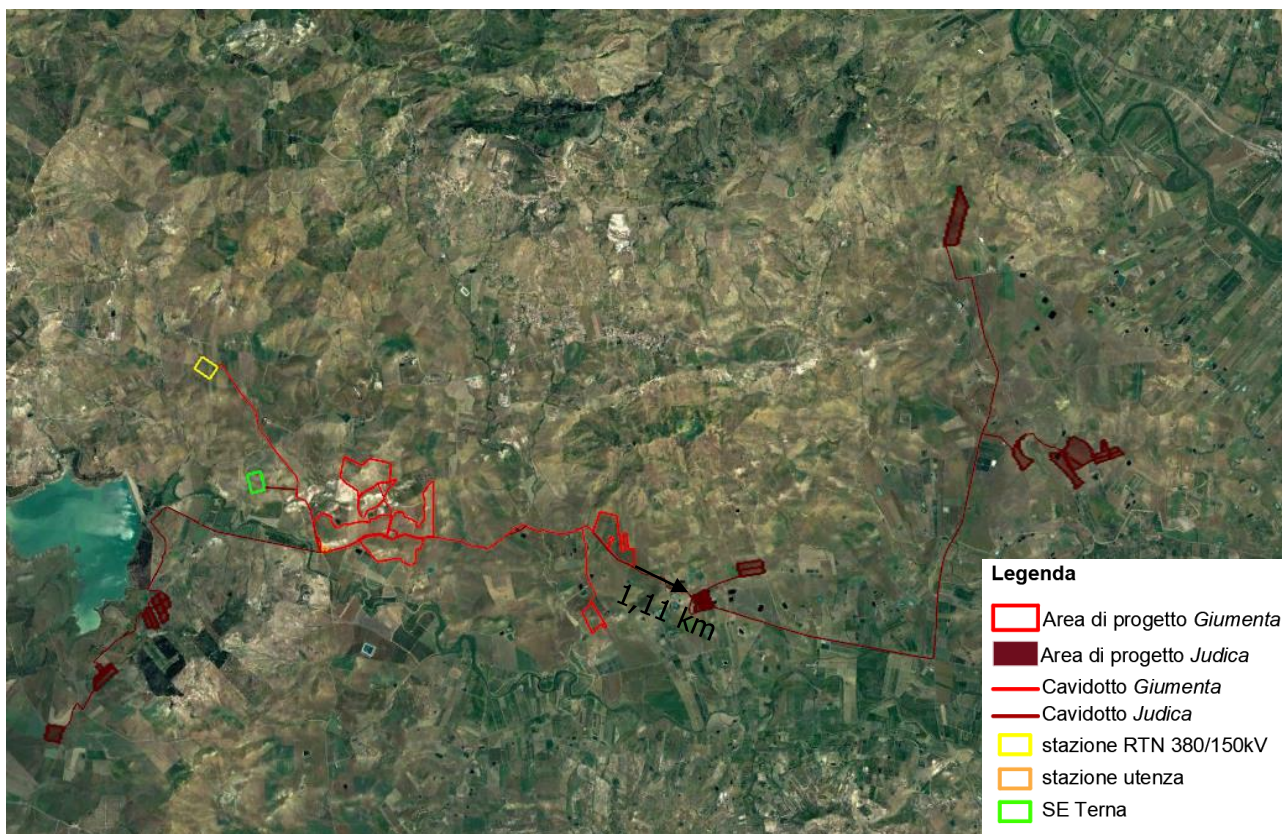 1,11 km
Legenda
Area di progetto Giumenta
Area di progetto Judica
Cavidotto Giumenta
Cavidotto Judica
stazione RTN 380/150kV
stazione utenza
SE Terna